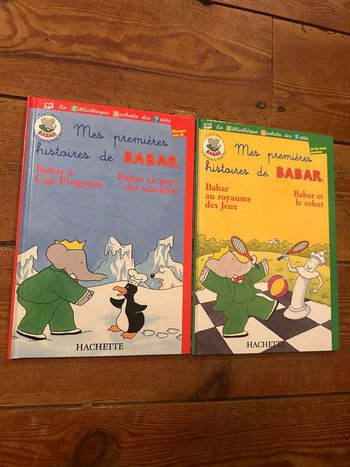 La Bibliothèque Hachette des Petits
BABAR
Mes premières
histoires de BABAR.
Babar à
Cap-Pingouin
Babar au pays
des sorciers
HACHETTE
La Bibliothèque Hachette des Petits
Mes premières
histoires de BABAR.
Babar
au royaume
des Jeux
Babar et
le robot
HACHETTE